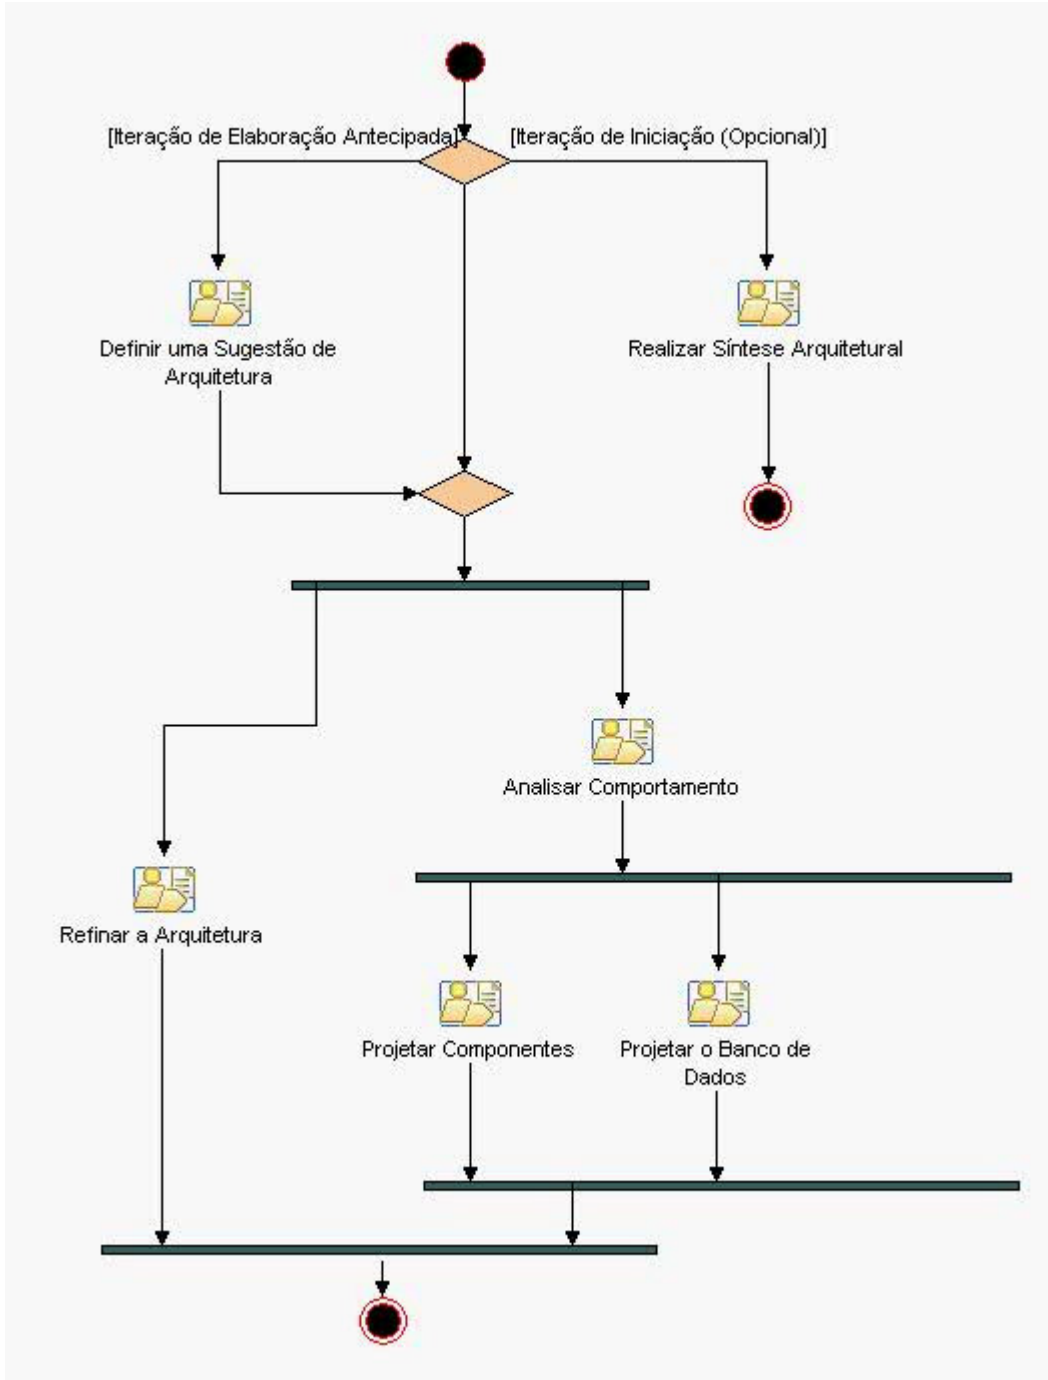 [Iteração de Elaboração Antecipada]
[Iteração de Iniciação (Opcional)]
Definir uma Sugestão de
Arquitetura
Realizar Síntese Arquitetural
Analisar Comportamento
Refinar a Arquitetura
Projetar Componentes
Projetar o Banco de
Dados